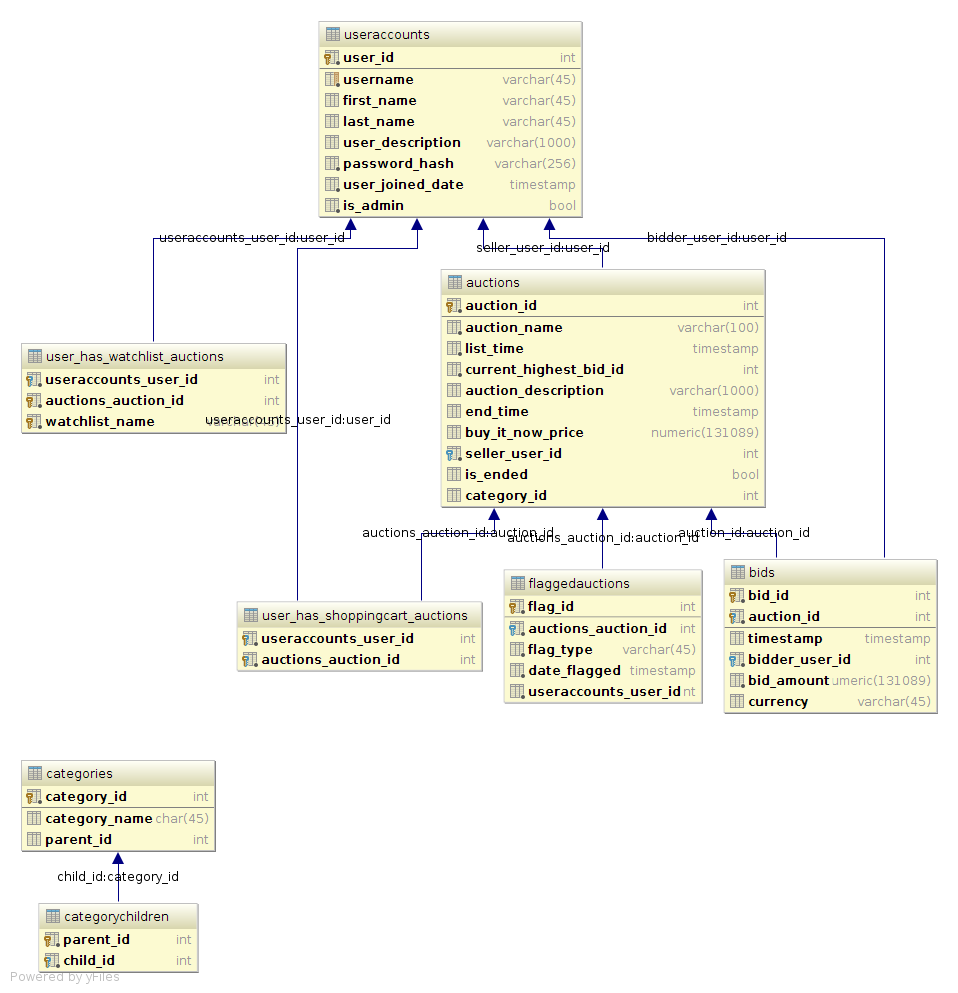 useraccounts
user_id int
username varchar(45)
first_name varchar(45)
last_name varchar(45)
user_description varchar(1000)
password_hash varchar(256)
user_joined_date timestamp
is_admin bool
useraccounts_user_id:user_id
bidder_user_id:user_id
seller_user_id:user_id
auctions
auction_id int
auction_name varchar(100)
list_time timestamp
current_highest_bid_id int
auction_description varchar(1000)
end_time timestamp
buy_it_now_price numeric(131089)
seller_user_id int
is_ended bool
category_id int
user_has_watchlist_auctions
useraccounts_user_id int
auctions_auction_id int
watchlist_name
useraccounts_user_id:user_id
auctions_auction_id:auction_id
auctions_auction_id:auction_id
auction_id:auction_id
user_has_shoppingcart_auctions
useraccounts_user_id int
auctions_auction_id int
flaggedauctions
flag_id int
auctions_auction_id int
flag_type varchar(45)
date_flagged timestamp
useraccounts_user_id nt
bids
bid_id int
auction_id int
timestamp timestamp
bidder_user_id int
bid_amount umeric(131089)
currency varchar(45)
categories
category_id int
category_name char(45)
parent_id int
child_id:category_id
categorychildren
parent_id int
child_id int
Powered by yFiles